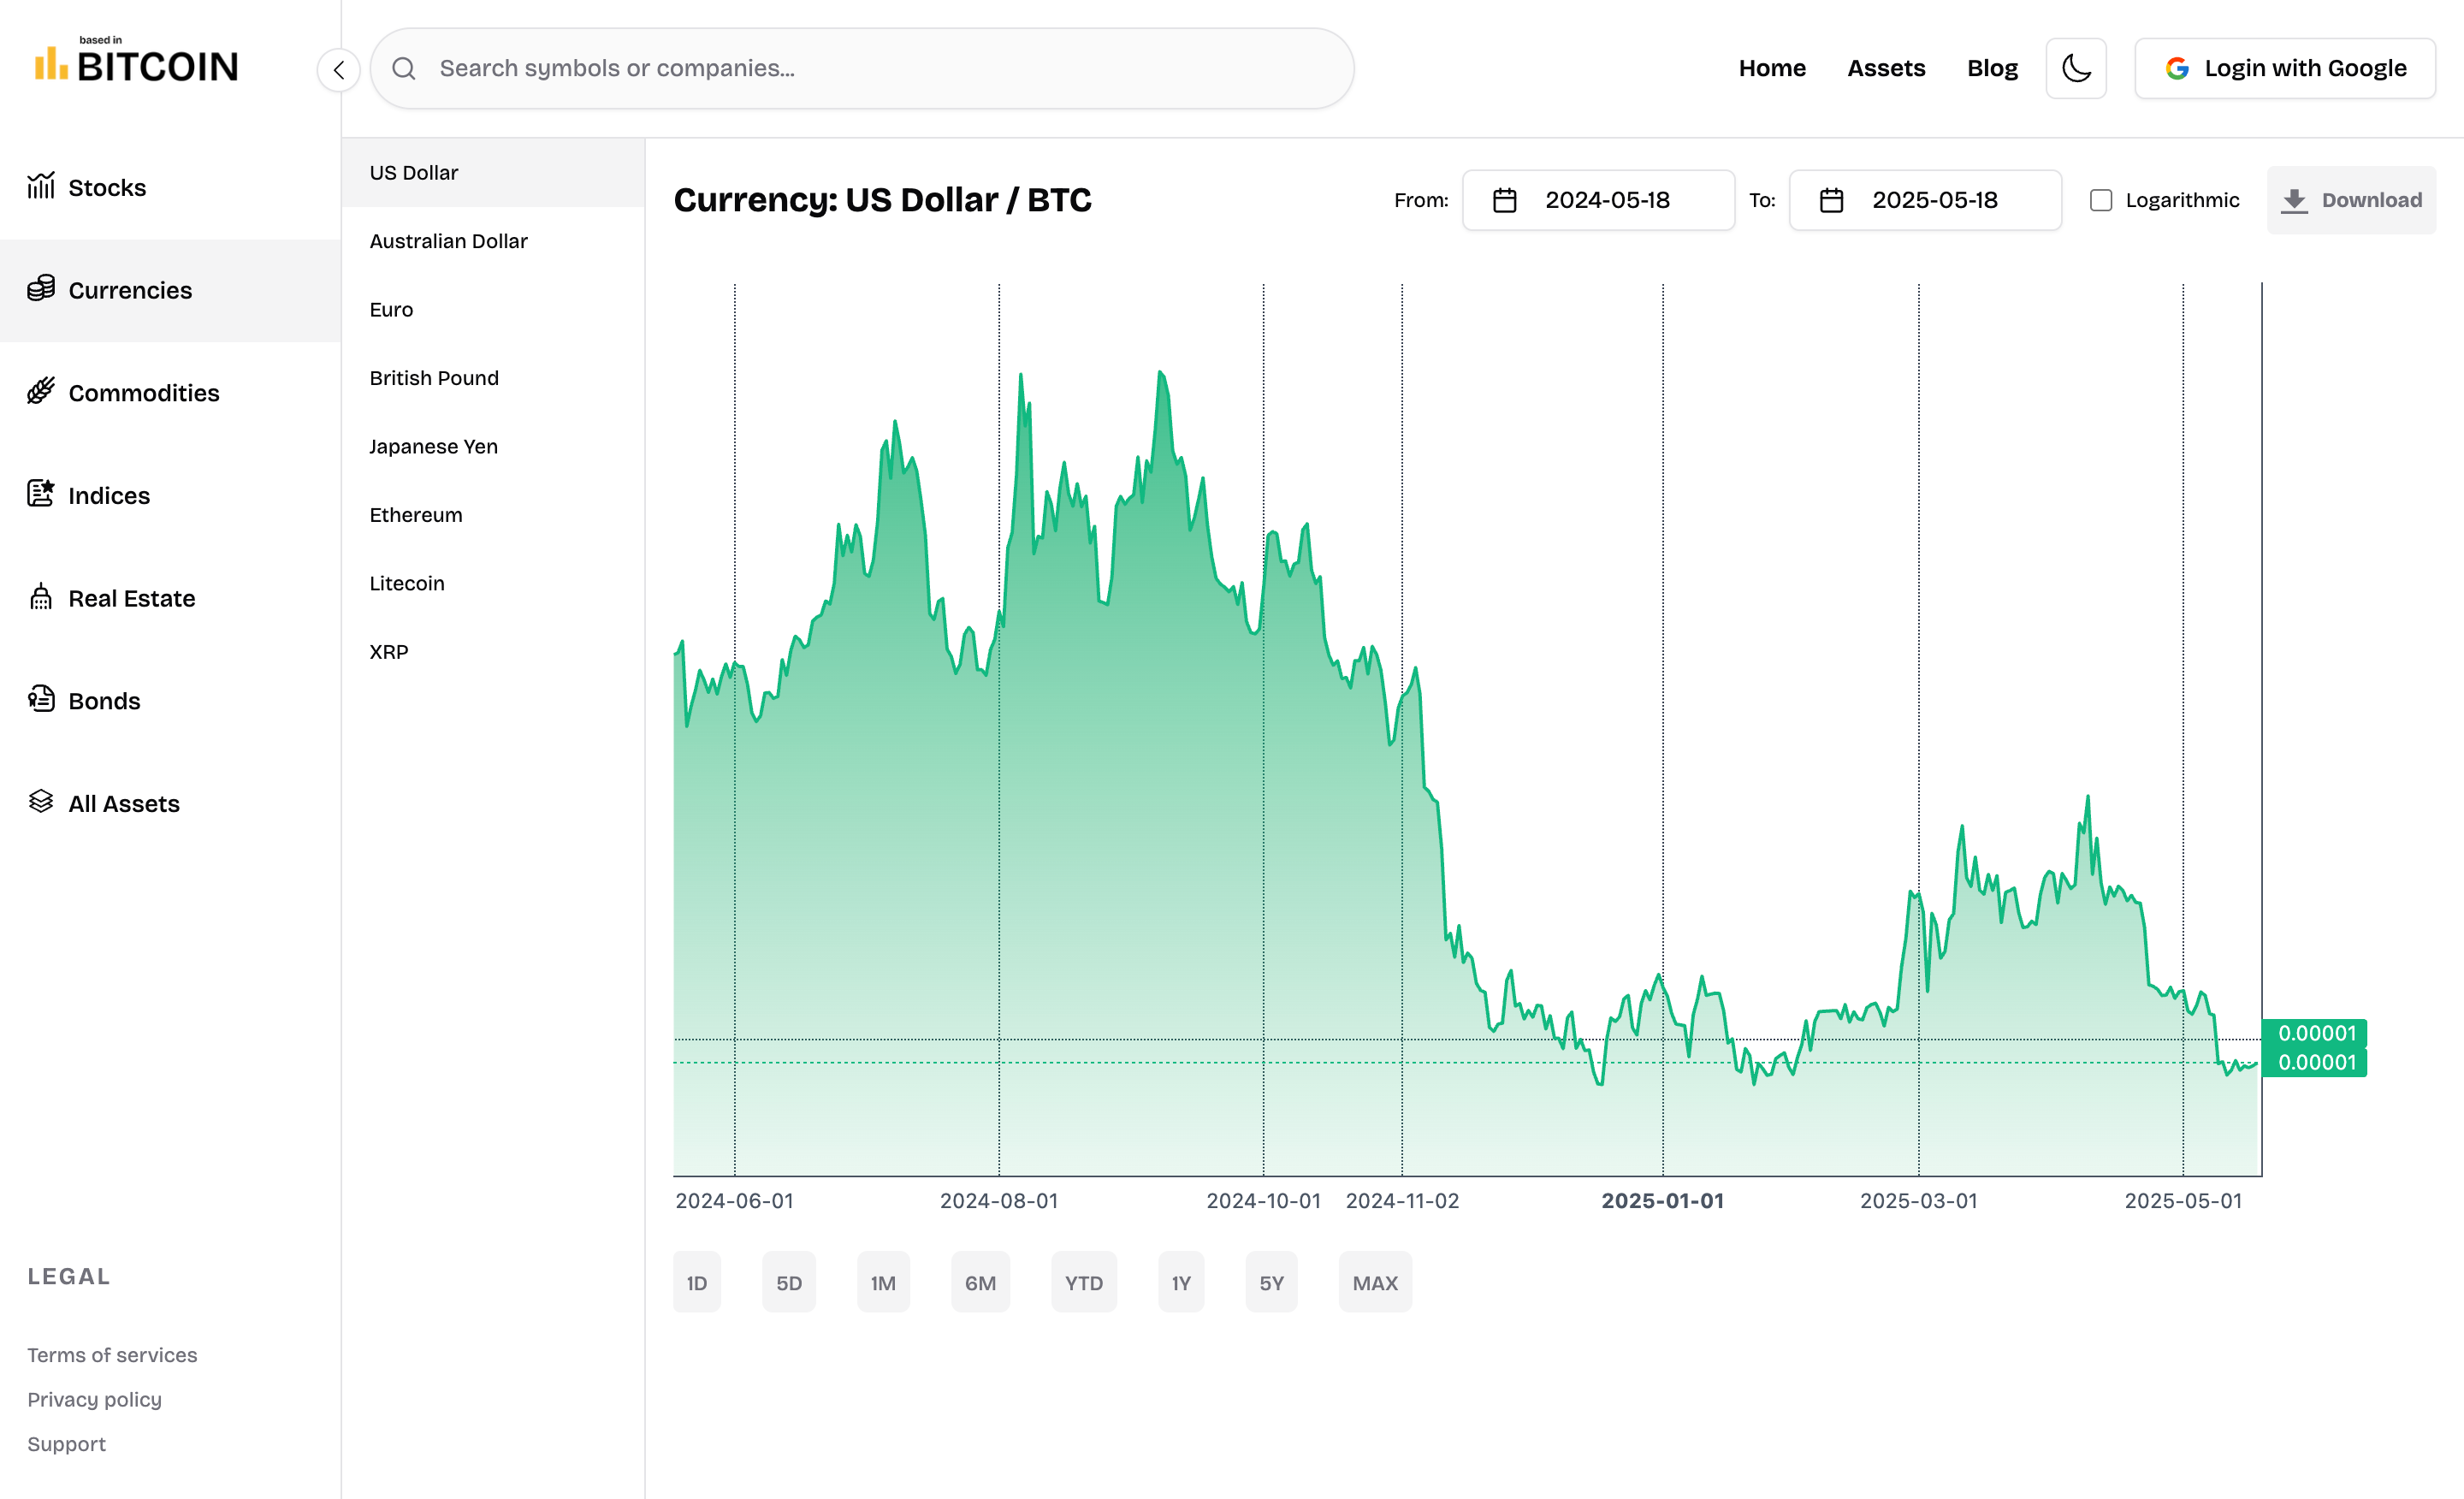 based in
BITCOIN
Search symbols or companies...
Home
Assets
Blog
Login with Google
Stocks
Currencies
Commodities
Indices
Real Estate
Bonds
All Assets
LEGAL
Terms of services
Privacy policy
Support
US Dollar
Australian Dollar
Euro
British Pound
Japanese Yen
Ethereum
Litecoin
XRP
Currency: US Dollar / BTC
From:
2024-05-18
To:
2025-05-18
Logarithmic
Download
0.00001
0.00001
2024-06-01
2024-08-01
2024-10-01
2024-11-02
2025-01-01
2025-03-01
2025-05-01
1D
5D
1M
6M
YTD
1Y
5Y
MAX